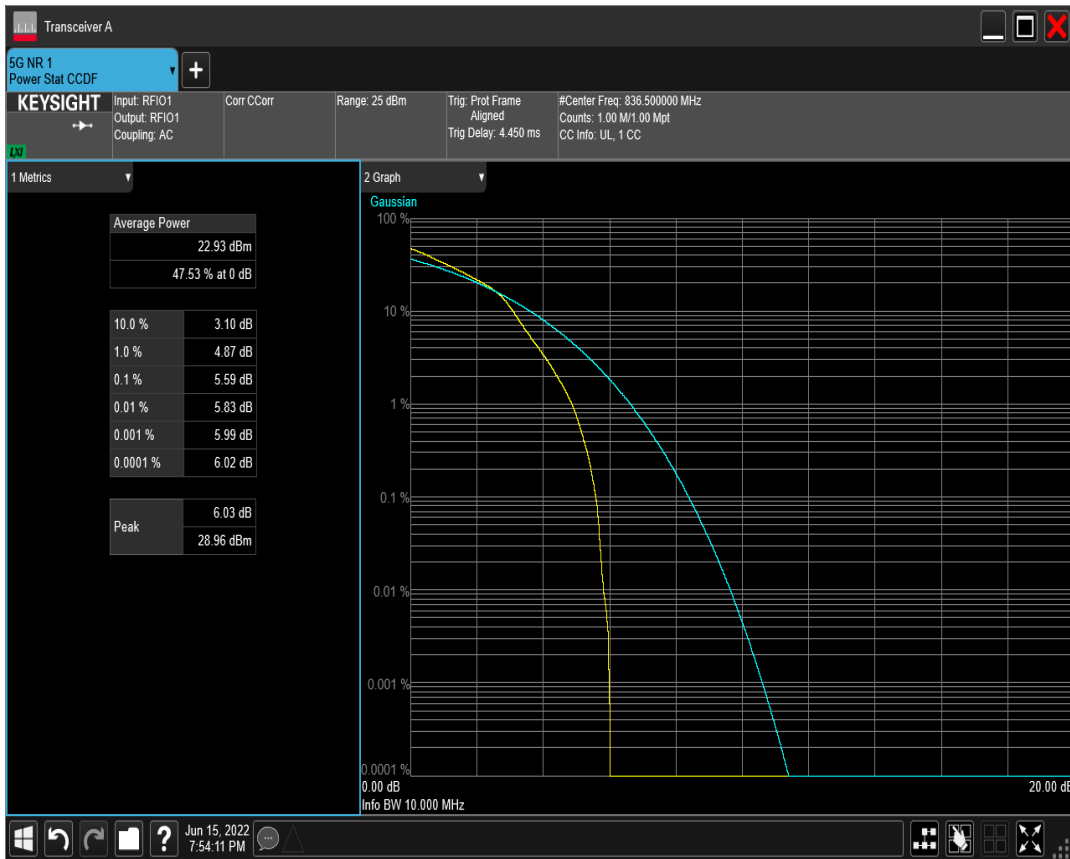 Transceiver A
5G NR 1
Power Stat CCDF
+
KEYSIGHT
LXI
Input: RFIO1
Output: RFIO1
Coupling: AC
Corr CCorr
Range: 25 dBm
Trig: Prot Frame
Aligned
Trig Delay: 4.450 ms
#Center Freq: 836.500000 MHz
Counts: 1.00 M/1.00 Mpt
CC Info: UL, 1 CC
1 Metrics
Average Power
22.93 dBm
47.53 % at 0 dB
10.0 % 3.10 dB
1.0 % 4.87 dB
0.1 % 5.59 dB
0.01 % 5.83 dB
0.001 % 5.99 dB
0.0001 % 6.02 dB
Peak
6.03 dB
28.96 dBm
2 Graph
Gaussian
100 %
10 %
1 %
0.1 %
0.01 %
0.001 %
0.0001 %
0.00 dB 20.00 dB
Info BW 10.000 MHz
?
Jun 15, 2022
7:54:11 PM